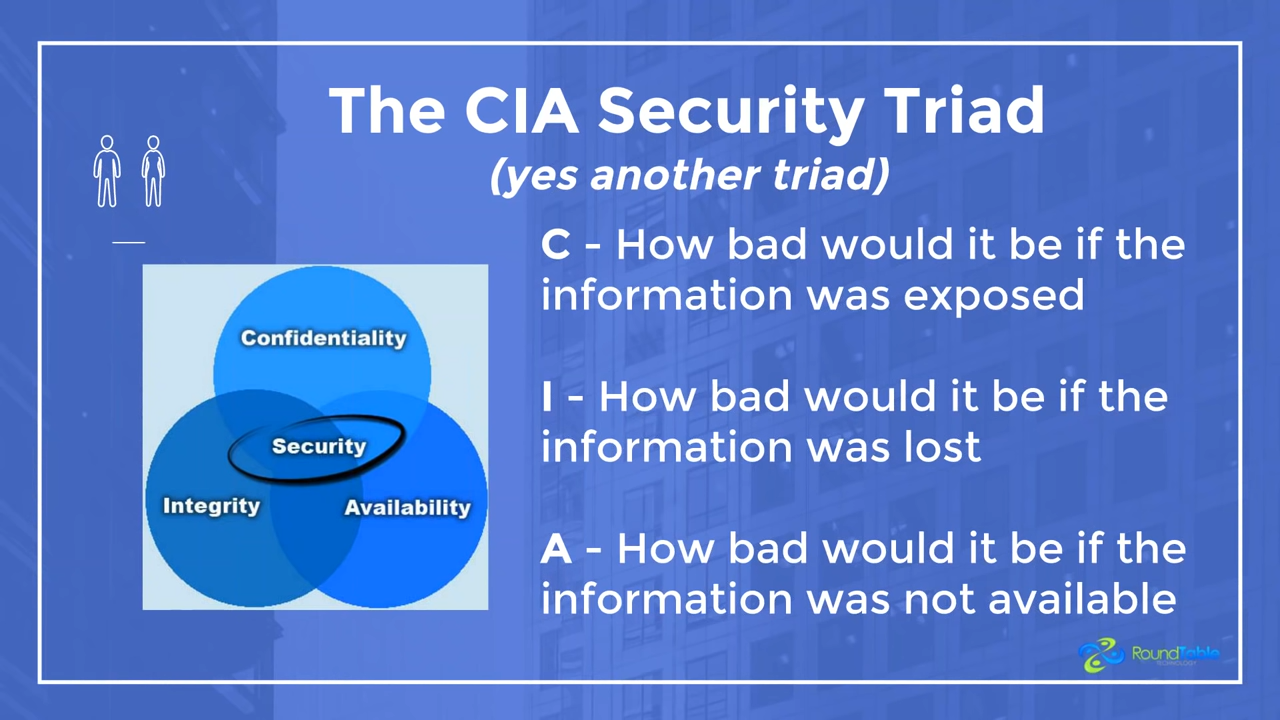 The CIA Security Triad
(yes another triad)
C - How bad would it be if the
information was exposed
I - How bad would it be if the
information was lost
A - How bad would it be if the
information was not available
Confidentiality
Security
Integrity
Availability
RoundTable
TECHNOLOGY